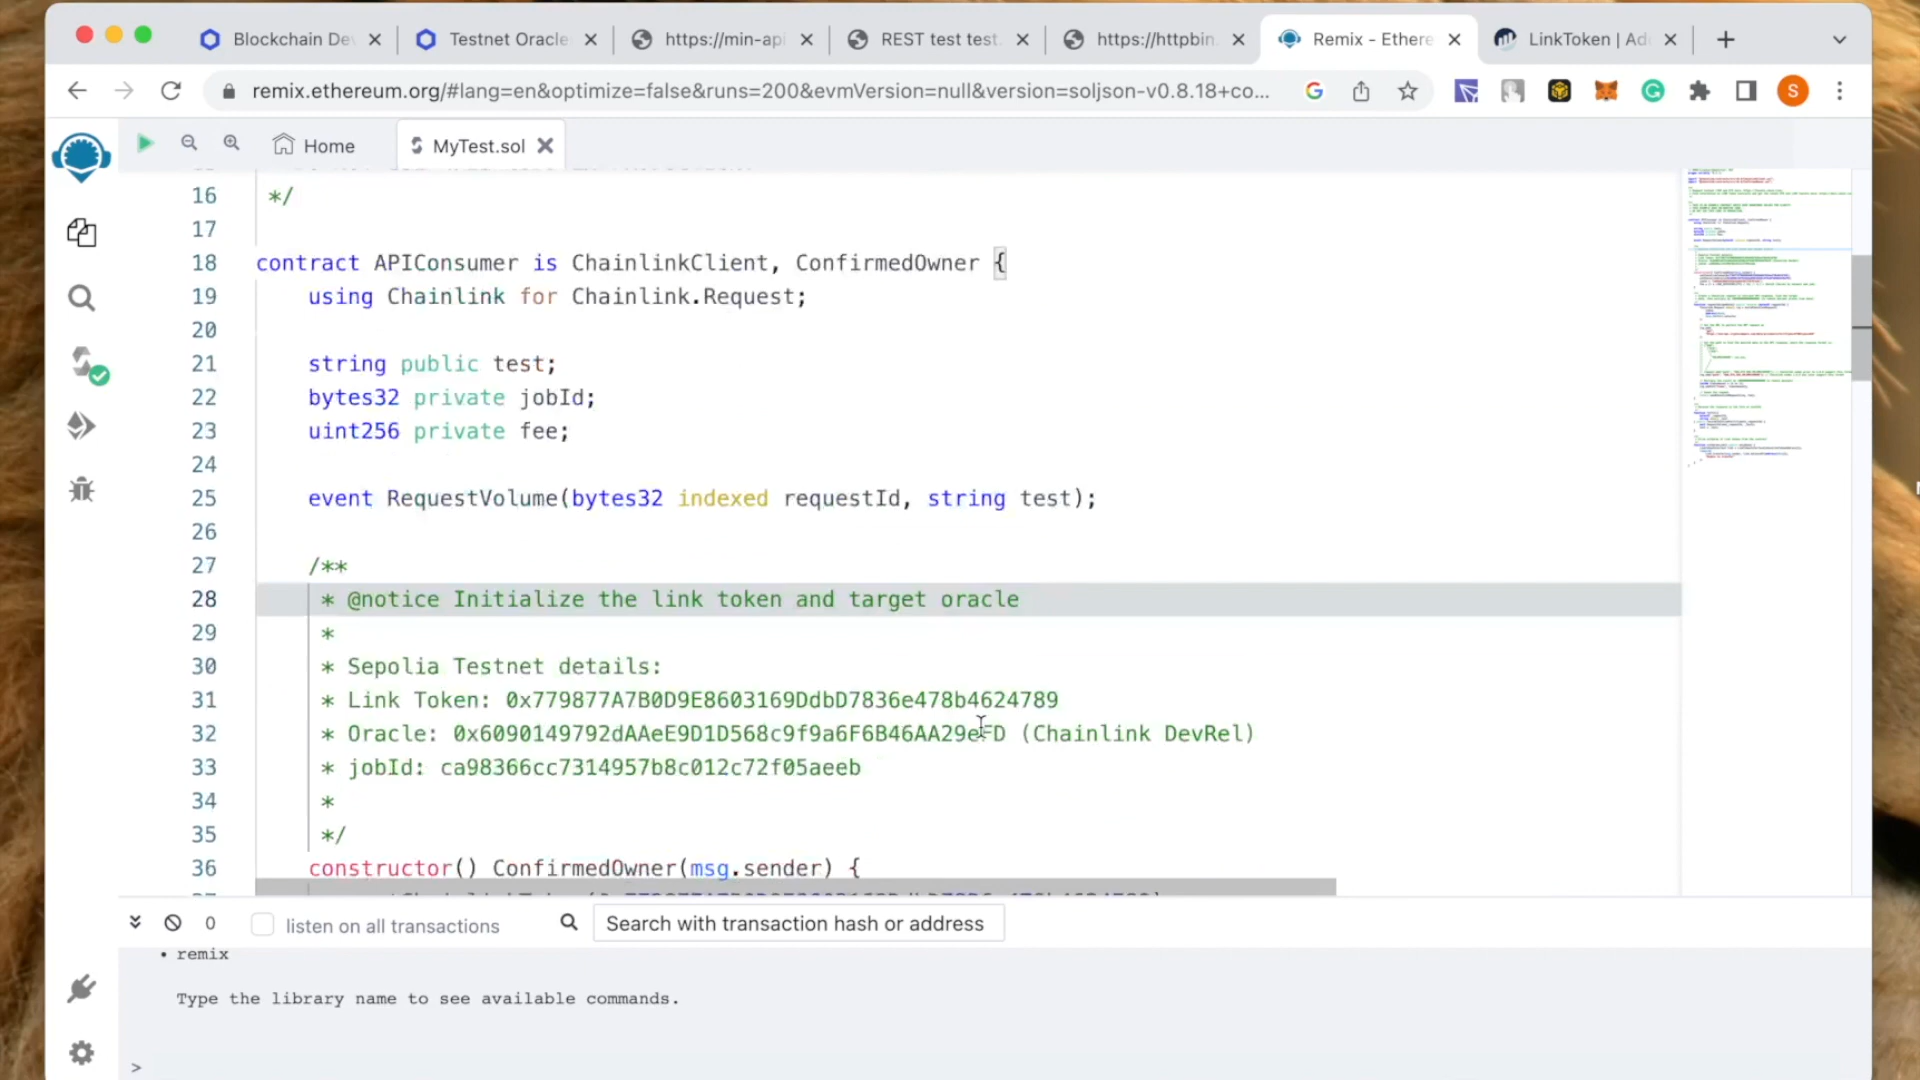 Blockchain De
Testnet Oracle
https://min-api
REST test test.
https://httpbin.
Remix - Ethere
LinkToken | Ad
remix.ethereum.org/#lang=en&optimize=false&runs=200&evmVersion=null&version=soljson-v0.8.18+co...
S
Home
MyTest.sol
16 */
17
18 contract APIConsumer is ChainlinkClient, ConfirmedOwner {
19 using Chainlink for Chainlink.Request;
20
21 string public test;
22 bytes32 private jobId;
23 uint256 private fee;
24
25 event RequestVolume(bytes32 indexed requestId, string test);
26
27 /**
28 * @notice Initialize the link token and target oracle
29 *
30 * Sepolia Testnet details:
31 * Link Token: 0x779877A7B0D9E8603169DdbD7836e478b4624789
32 * Oracle: 0x6090149792dAAeE9D1D568c9f9a6F6B46AA29eFD (Chainlink DevRel)
33 * jobId: ca98366cc7314957b8c012c72f05aeeb
34 *
35 */
36 constructor() ConfirmedOwner(msg.sender) {
0
listen on all transactions
Search with transaction hash or address
• remix
Type the library name to see available commands.
>